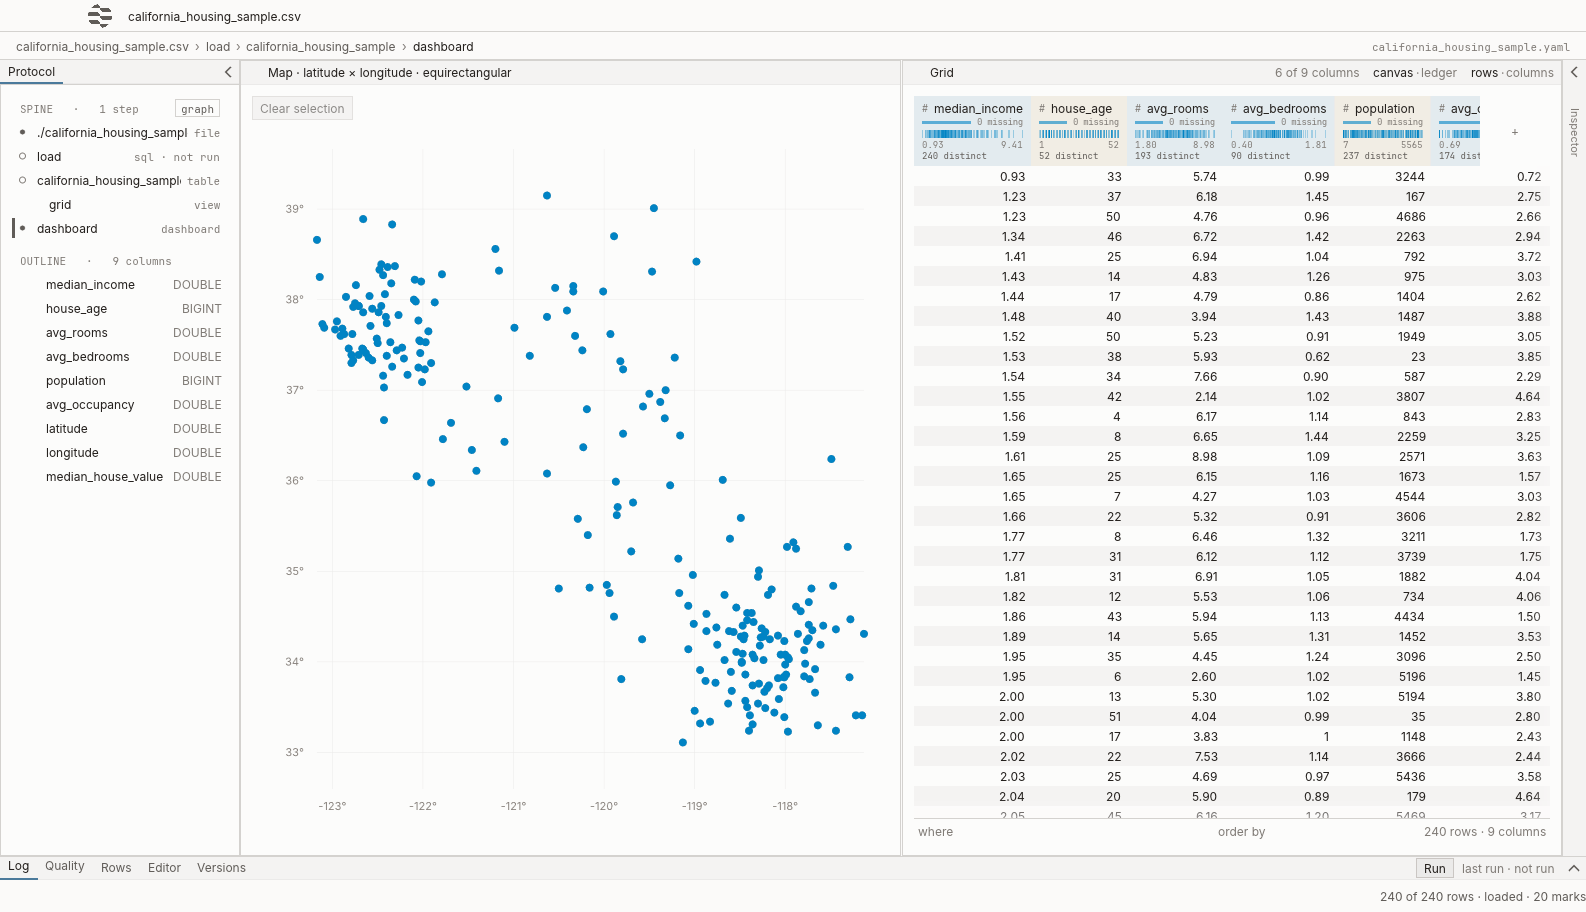 california_housing_sample.csv
california_housing_sample.csv › load › california_housing_sample › dashboard
california_housing_sample.yaml
Protocol
SPINE · 1 step graph
./california_housing_sampl file
load sql · not run
california_housing_sampl table
grid view
dashboard dashboard
OUTLINE · 9 columns
median_income DOUBLE
house_age BIGINT
avg_rooms DOUBLE
avg_bedrooms DOUBLE
population BIGINT
avg_occupancy DOUBLE
latitude DOUBLE
longitude DOUBLE
median_house_value DOUBLE
Map · latitude × longitude · equirectangular
Clear selection
39°
38°
37°
36°
35°
34°
33°
-123° -122° -121° -120° -119° -118°
Grid 6 of 9 columns canvas · ledger rows · columns
# median_income # house_age # avg_rooms # avg_bedrooms # population # avg_c
0 missing 0 missing 0 missing 0 missing 0 missing
+
0.93 9.41 1 52 1.80 8.98 0.40 1.81 7 5565 0.69
240 distinct 52 distinct 193 distinct 90 distinct 237 distinct 174 dist
0.93 33 5.74 0.99 3244 0.72
1.23 37 6.18 1.45 167 2.75
1.23 50 4.76 0.96 4686 2.66
1.34 46 6.72 1.42 2263 2.94
1.41 25 6.94 1.04 792 3.72
1.43 14 4.83 1.26 975 3.03
1.44 17 4.79 0.86 1404 2.62
1.48 40 3.94 1.43 1487 3.88
1.52 50 5.23 0.91 1949 3.05
1.53 38 5.93 0.62 23 3.85
1.54 34 7.66 0.90 587 2.29
1.55 42 2.14 1.02 3807 4.64
1.56 4 6.17 1.14 843 2.83
1.59 8 6.65 1.44 2259 3.25
1.61 25 8.98 1.09 2571 3.63
1.65 25 6.15 1.16 1673 1.57
1.65 7 4.27 1.03 4544 3.03
1.66 22 5.32 0.91 3606 2.82
1.77 8 6.46 1.32 3211 1.73
1.77 31 6.12 1.12 3739 1.75
1.81 31 6.91 1.05 1882 4.04
1.82 12 5.53 1.06 734 4.06
1.86 43 5.94 1.13 4434 1.50
1.89 14 5.65 1.31 1452 3.53
1.95 35 4.45 1.24 3096 2.50
1.95 6 2.60 1.02 5196 1.45
2.00 13 5.30 1.02 5194 3.80
2.00 51 4.04 0.99 35 2.80
2.00 17 3.83 1 1148 2.43
2.02 22 7.53 1.14 3666 2.44
2.03 25 4.69 0.97 5436 3.58
2.04 20 5.90 0.89 179 4.64
2.05 45 6.16 1.20 5469 3.17
where order by 240 rows · 9 columns
Inspector
Log Quality Rows Editor Versions
Run last run · not run
240 of 240 rows · loaded · 20 marks